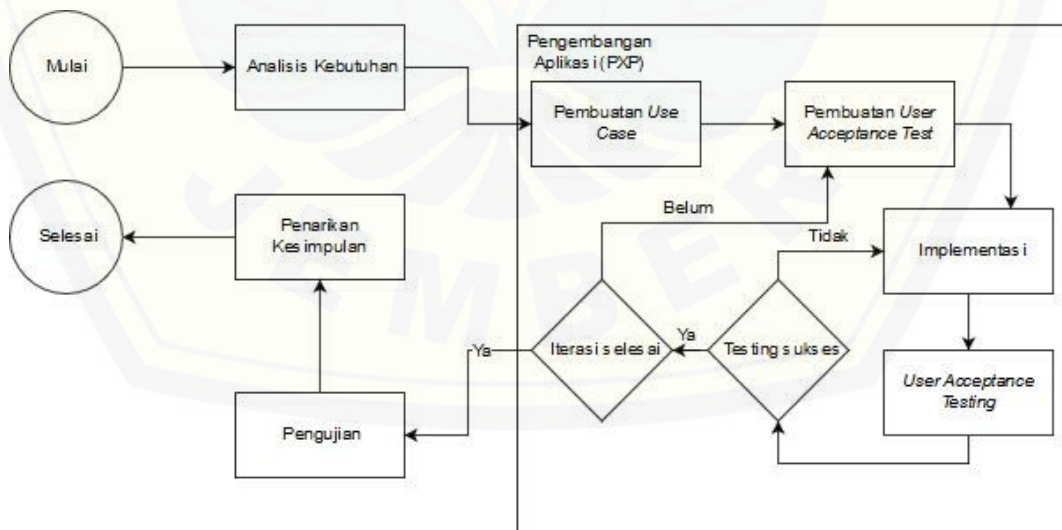 Mulai
Analisis Kebutuhan
Pengembangan
Aplikasi (PXP)
Pembuatan Use
Case
Pembuatan User
Acceptance Test
Belum
Selesai
Penarikan
Kesimpulan
Tidak
Implementasi
Ya
Iterasi selesai
Ya
Testing sukses
User Acceptance
Testing
Pengujian
JEMBER